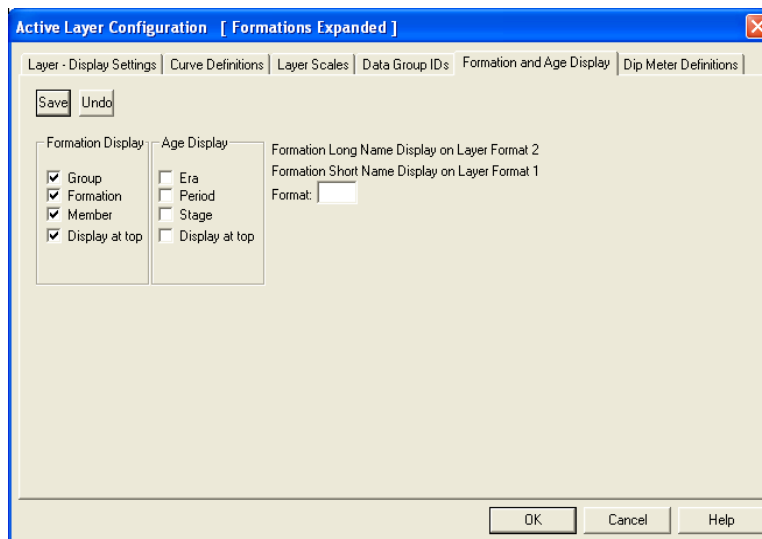 Active Layer Configuration [ Formations Expanded ]
Layer - Display Settings Curve Definitions Layer Scales Data Group IDs Formation and Age Display Dip Meter Definitions
Save Undo
Formation Display Age Display
Formation Long Name Display on Layer Format 2
Formation Short Name Display on Layer Format 1
Group Era
Formation Period Format:
Member Stage
Display at top Display at top
OK Cancel Help